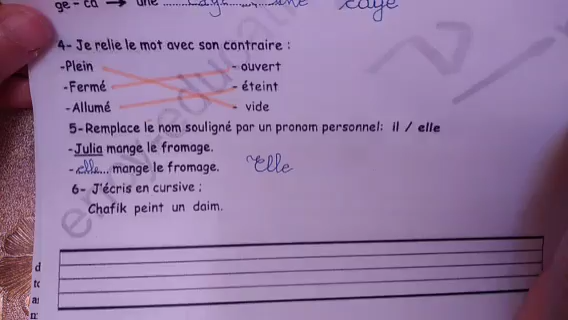 ge - ca → une ............... cage
4- Je relie le mot avec son contraire :
-Plein - ouvert
-Fermé - éteint
-Allumé - vide
5-Remplace le nom souligné par un pronom personnel: il / elle
-Julia mange le fromage.
-elle... mange le fromage. Elle
6- J'écris en cursive :
Chafik peint un daim.